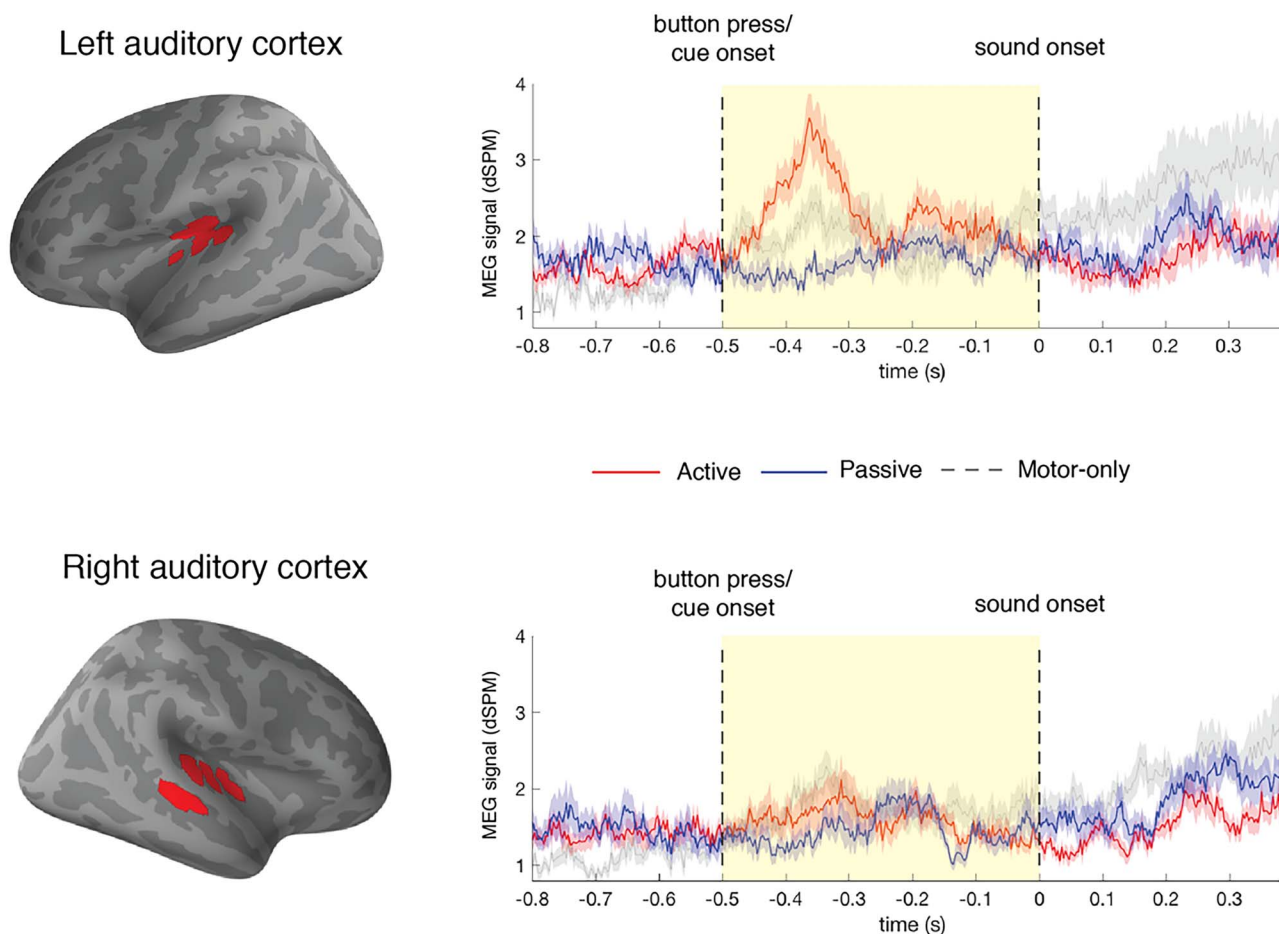 Left auditory cortex
button press/
cue onset
sound onset
MEG signal (dSPM)
4
3
2
1
-0.8 -0.7 -0.6 -0.5 -0.4 -0.3 -0.2 -0.1 0 0.1 0.2 0.3
time (s)
Active Passive Motor-only
Right auditory cortex
button press/
cue onset
sound onset
MEG signal (dSPM)
4
3
2
1
-0.8 -0.7 -0.6 -0.5 -0.4 -0.3 -0.2 -0.1 0 0.1 0.2 0.3
time (s)